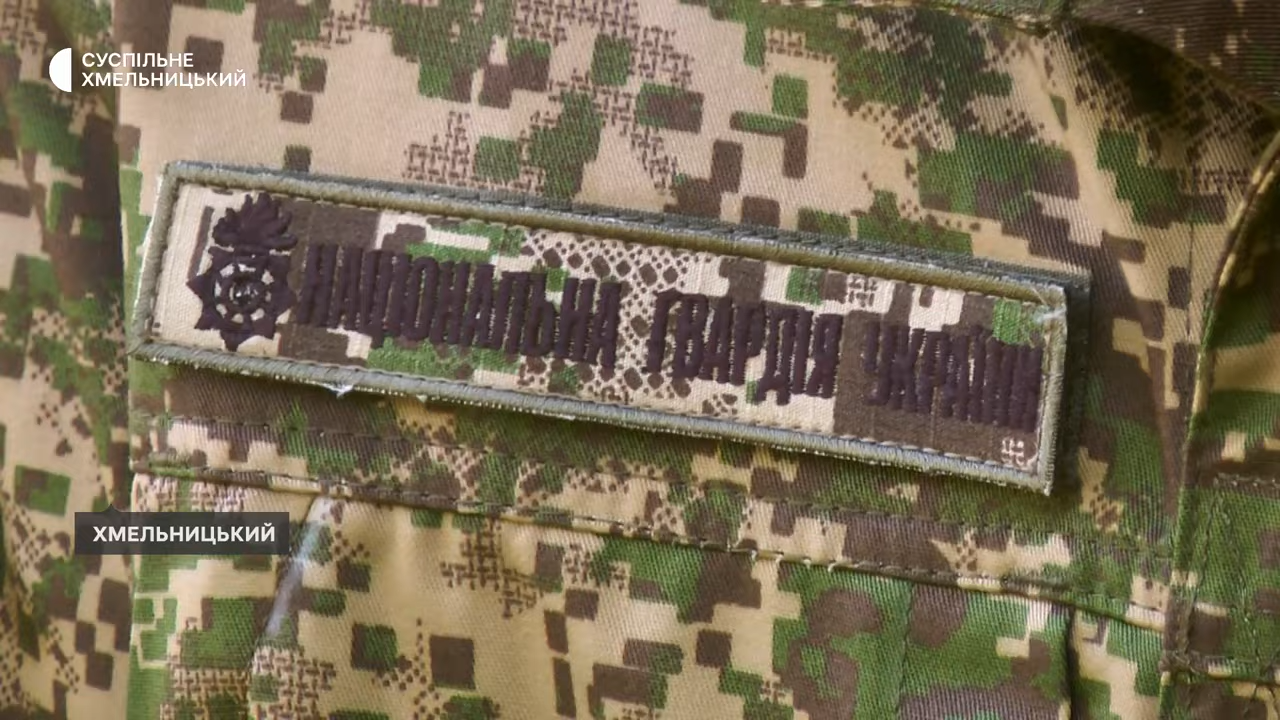 СУСПІЛЬНЕ
ХМЕЛЬНИЦЬКИЙ
НАЦІОНАЛЬНА ГВАРДІЯ УКРАЇНИ
ХМЕЛЬНИЦЬКИЙ